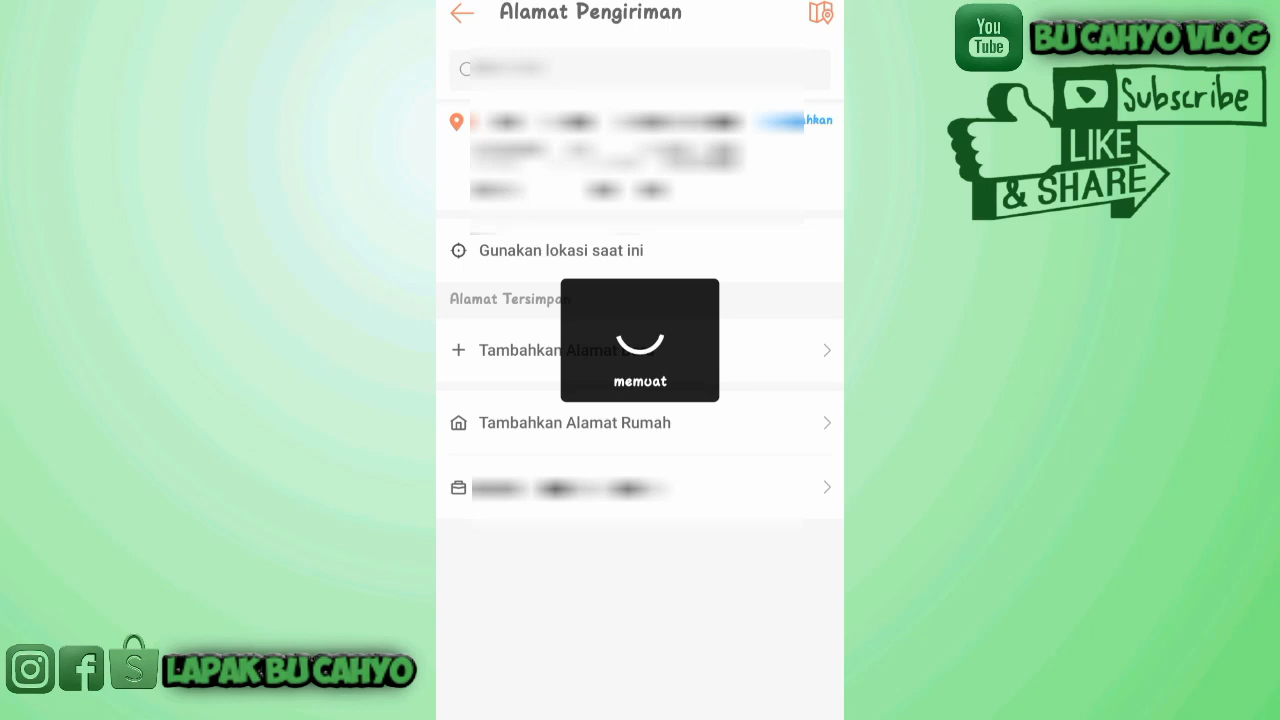 Alamat Pengiriman
Gunakan lokasi saat ini
Alamat Tersimpan
Tambahkan Alamat
memuat
Tambahkan Alamat Rumah
You
Tube
BU CAHYO VLOG
Subscribe
LIKE
& SHARE
LAPAK BU CAHYO